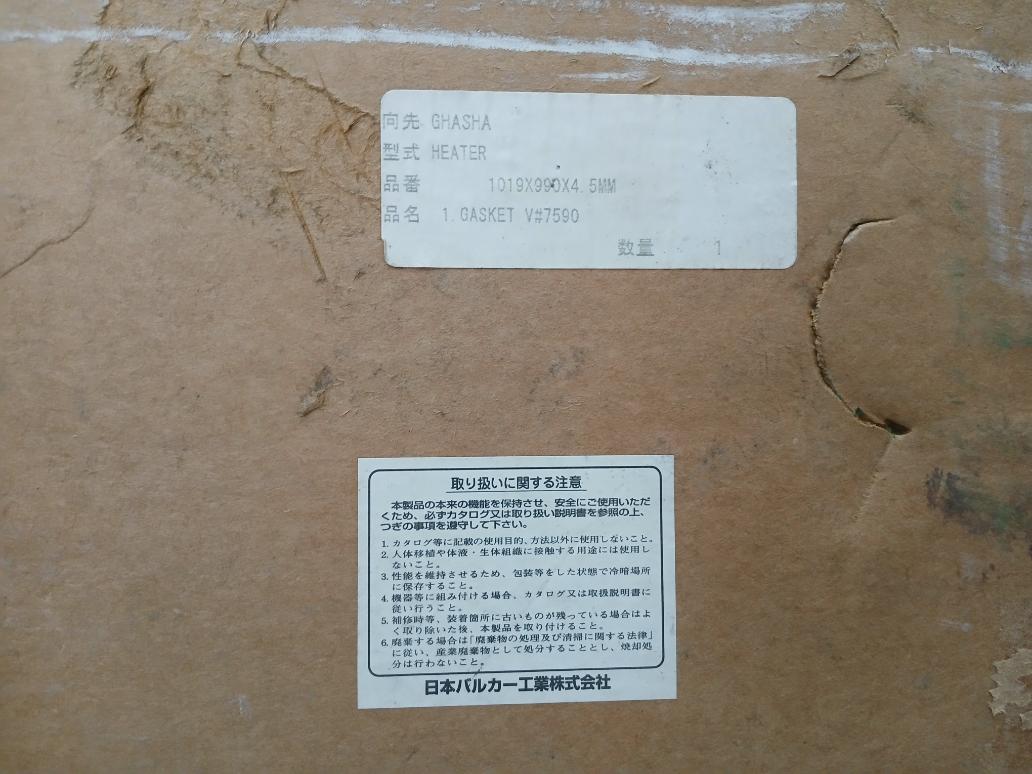 向先 GHASHA
型式 HEATER
品番 1019X990X4.5MM
品名 1.GASKET V#7590
数量 1
取り扱いに関する注意
本製品の本来の機能を保持させ、安全にご使用いただ
くため、必ずカタログ又は取り扱い説明書を参照の上、
つぎの事項を遵守して下さい。
1. カタログ等に記載の使用目的、方法以外に使用しないこと。
2. 人体移植や体液・生体組織に接触する用途には使用し
ないこと。
3. 性能を維持させるため、包装等をした状態で冷暗場所
に保存すること。
4. 機器等に組み付ける場合、カタログ又は取扱説明書に
従い行うこと。
5. 補修時等、装着箇所に古いものが残っている場合はよ
く取り除いた後、本製品を取り付けること。
6. 廃棄する場合は「廃棄物の処理及び清掃に関する法律」
に従い、産業廃棄物として処分することとし、焼却処
分は行わないこと。
日本バルカー工業株式会社